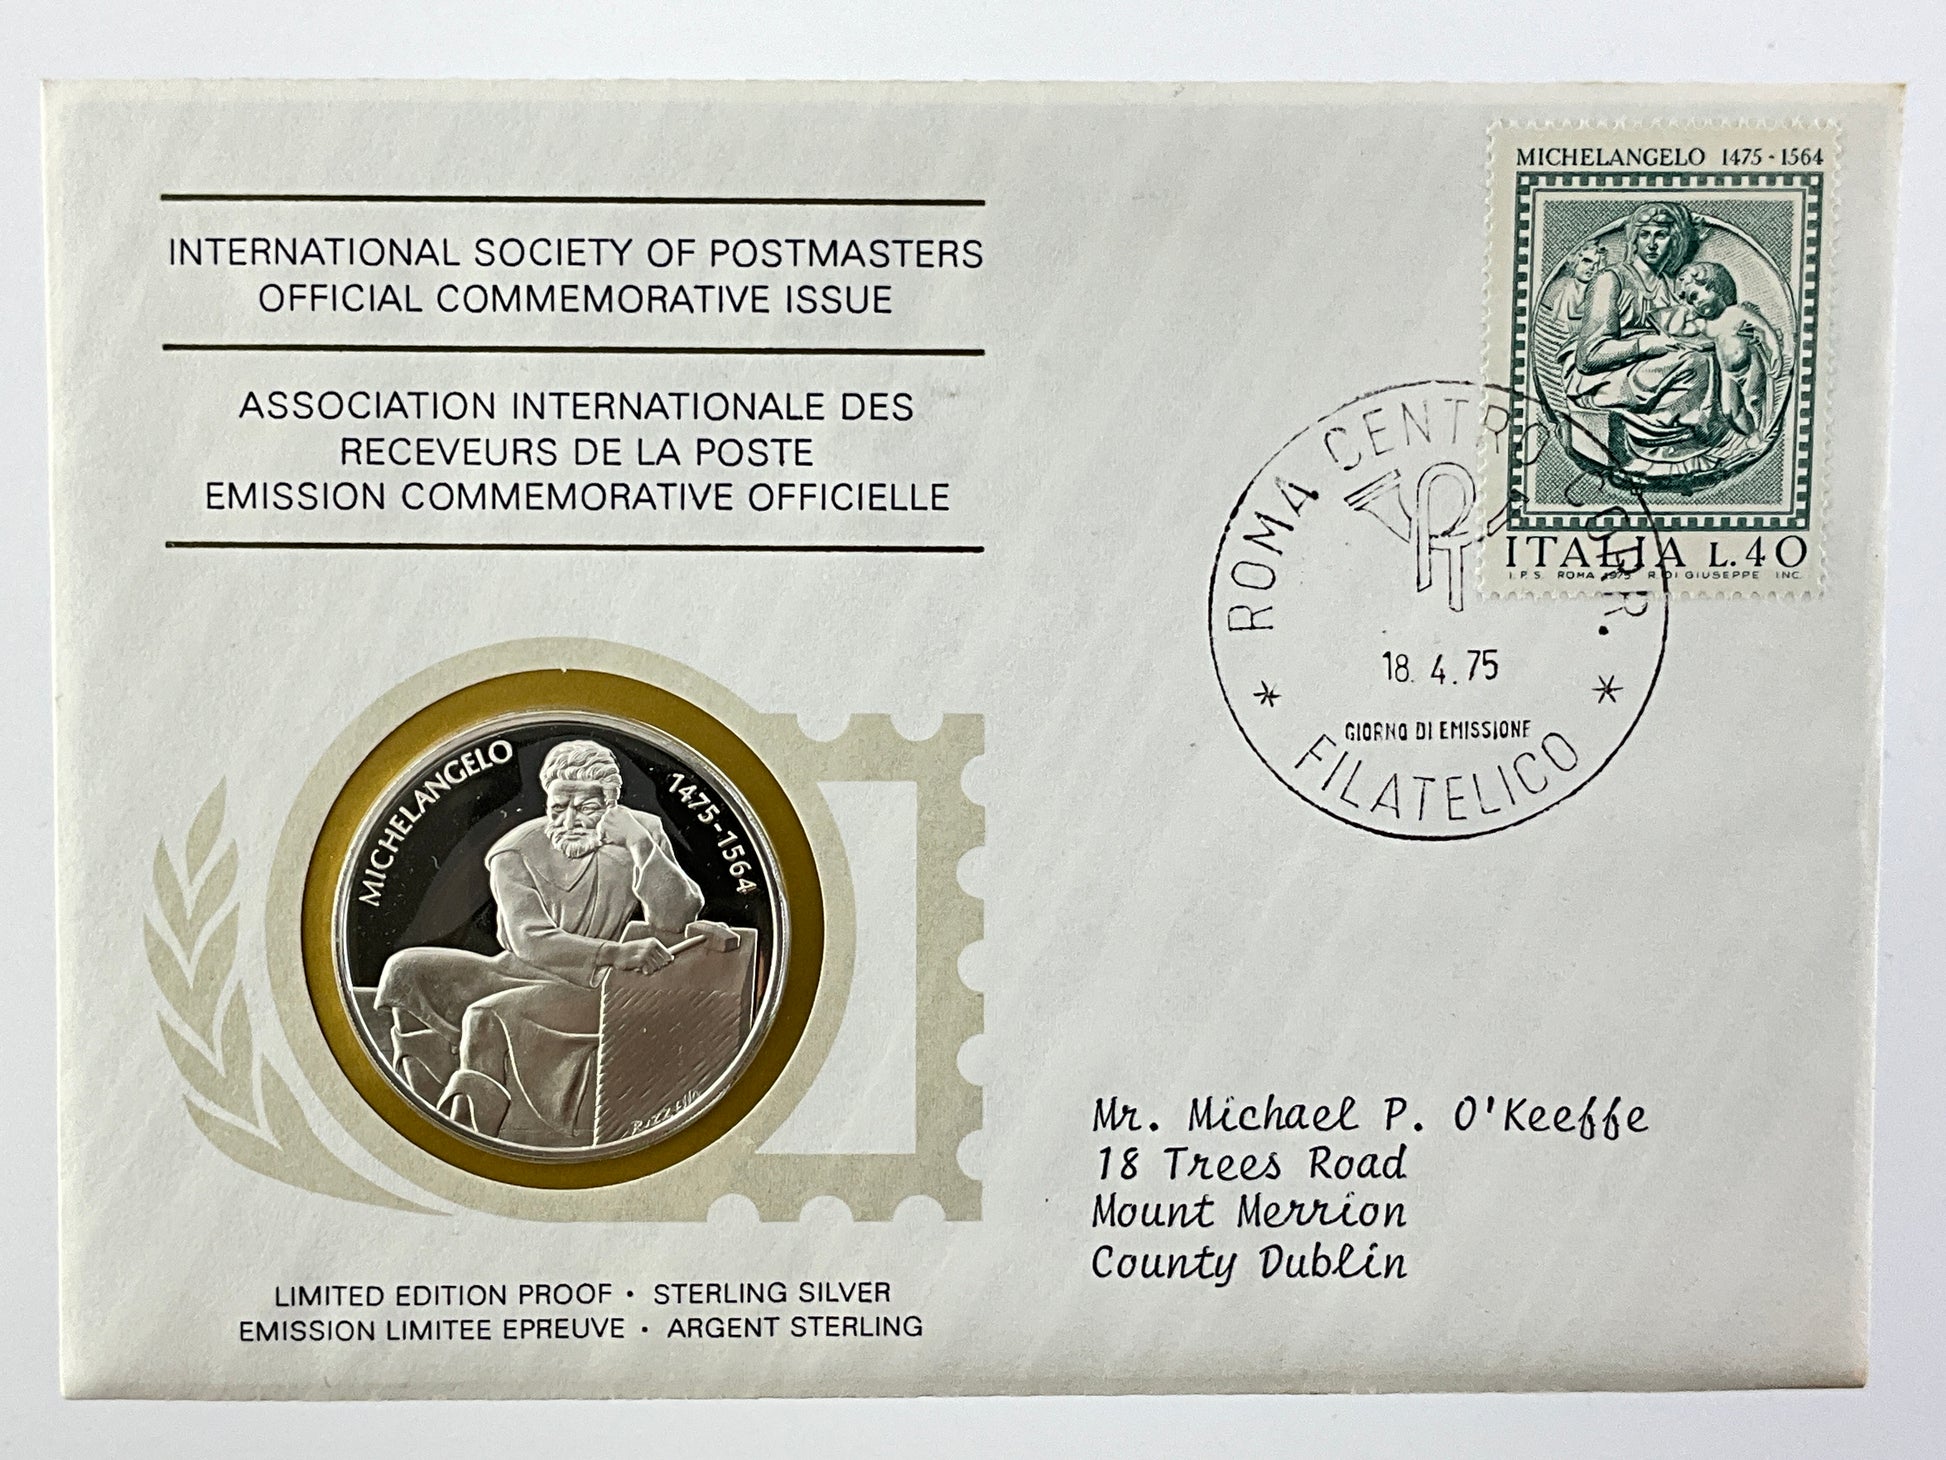 INTERNATIONAL SOCIETY OF POSTMASTERS
OFFICIAL COMMEMORATIVE ISSUE
ASSOCIATION INTERNATIONALE DES
RECEVEURS DE LA POSTE
EMISSION COMMEMORATIVE OFFICIELLE
MICHELANGELO 1475 - 1564
ITALIA L.40
I.P.S. ROMA 1975 R. DI GIUSEPPE INC.
ROMA CENTRO CORR.
PT
18.4.75
GIORNO DI EMISSIONE
* FILATELICO *
MICHELANGELO 1475-1564
Rizzello
Mr. Michael P. O'Keeffe
18 Trees Road
Mount Merrion
County Dublin
LIMITED EDITION PROOF • STERLING SILVER
EMISSION LIMITEE EPREUVE • ARGENT STERLING